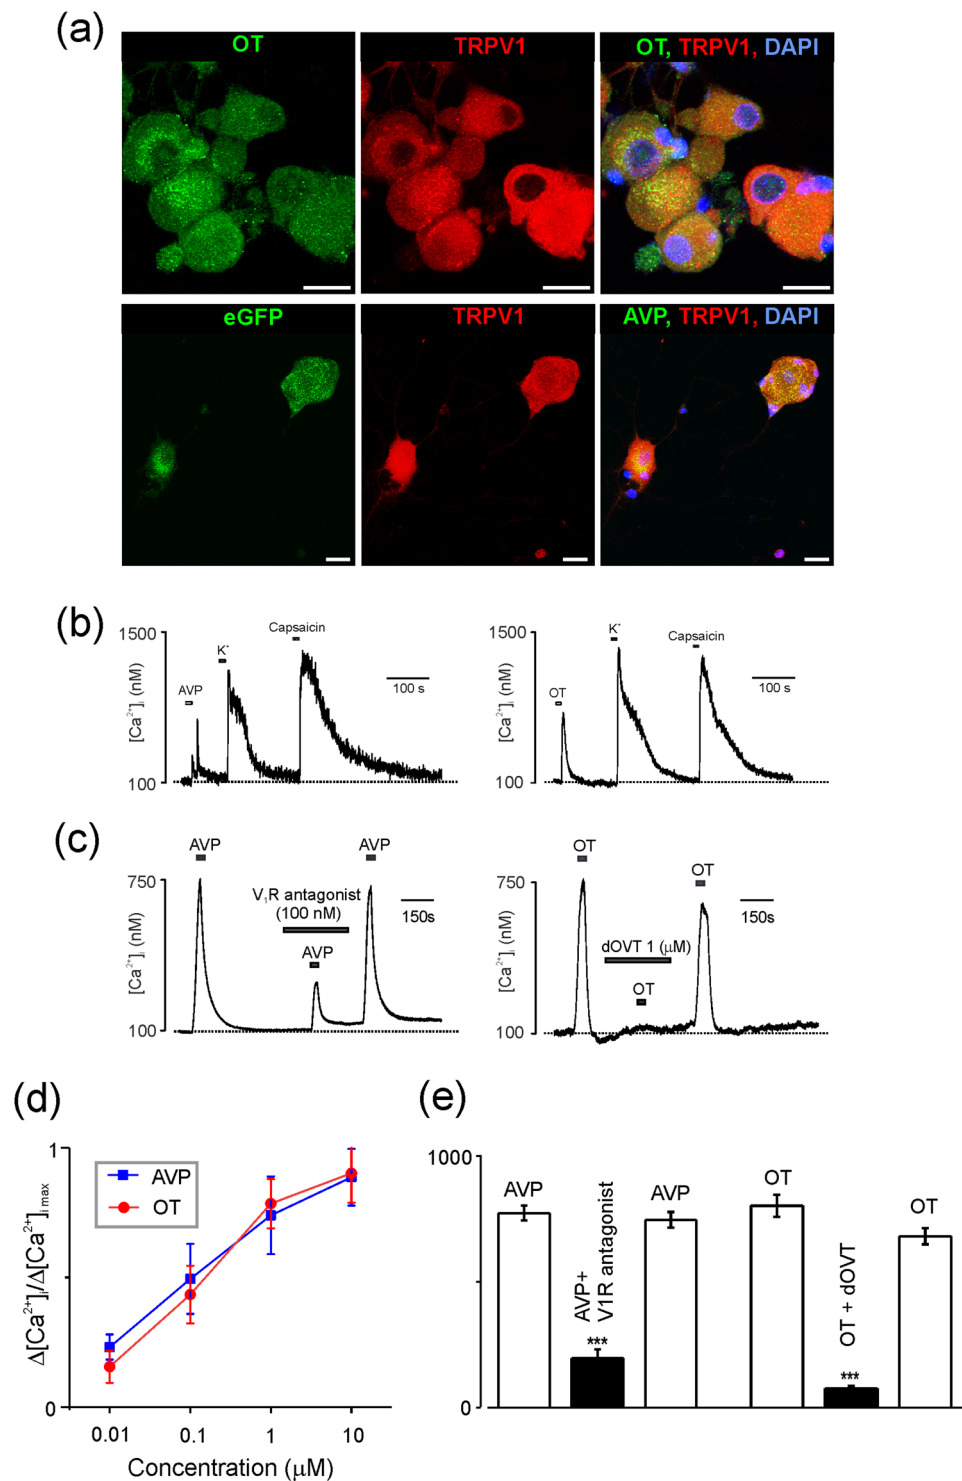 (a)
OT
TRPV1
OT, TRPV1, DAPI
eGFP
TRPV1
AVP, TRPV1, DAPI
(b)
1500
[Ca²⁺]ᵢ (nM)
100
AVP
K⁺
Capsaicin
100 s
1500
[Ca²⁺]ᵢ (nM)
100
OT
K⁺
Capsaicin
100 s
(c)
750
[Ca²⁺]ᵢ (nM)
100
AVP
V₁R antagonist
(100 nM)
AVP
AVP
150s
750
[Ca²⁺]ᵢ (nM)
100
OT
dOVT 1 (μM)
OT
OT
150s
(d)
Δ[Ca²⁺]ᵢ/Δ[Ca²⁺]ᵢ max
1
0
AVP
OT
0.01
0.1
1
10
Concentration (μM)
(e)
1000
0
AVP
AVP+
V1R antagonist
***
AVP
OT
OT + dOVT
***
OT